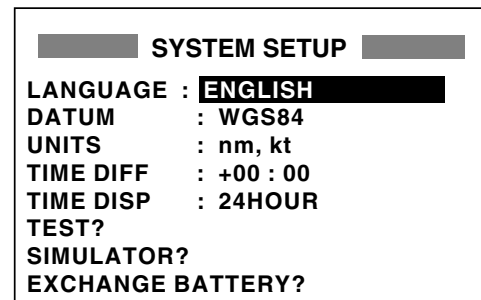 SYSTEM SETUP
LANGUAGE : ENGLISH
DATUM : WGS84
UNITS : nm, kt
TIME DIFF : +00 : 00
TIME DISP : 24HOUR
TEST?
SIMULATOR?
EXCHANGE BATTERY?